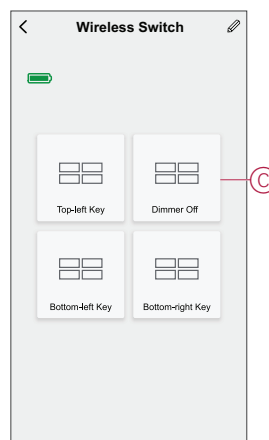 Wireless Switch
Top-left Key
Dimmer Off
C
Bottom-left Key
Bottom-right Key